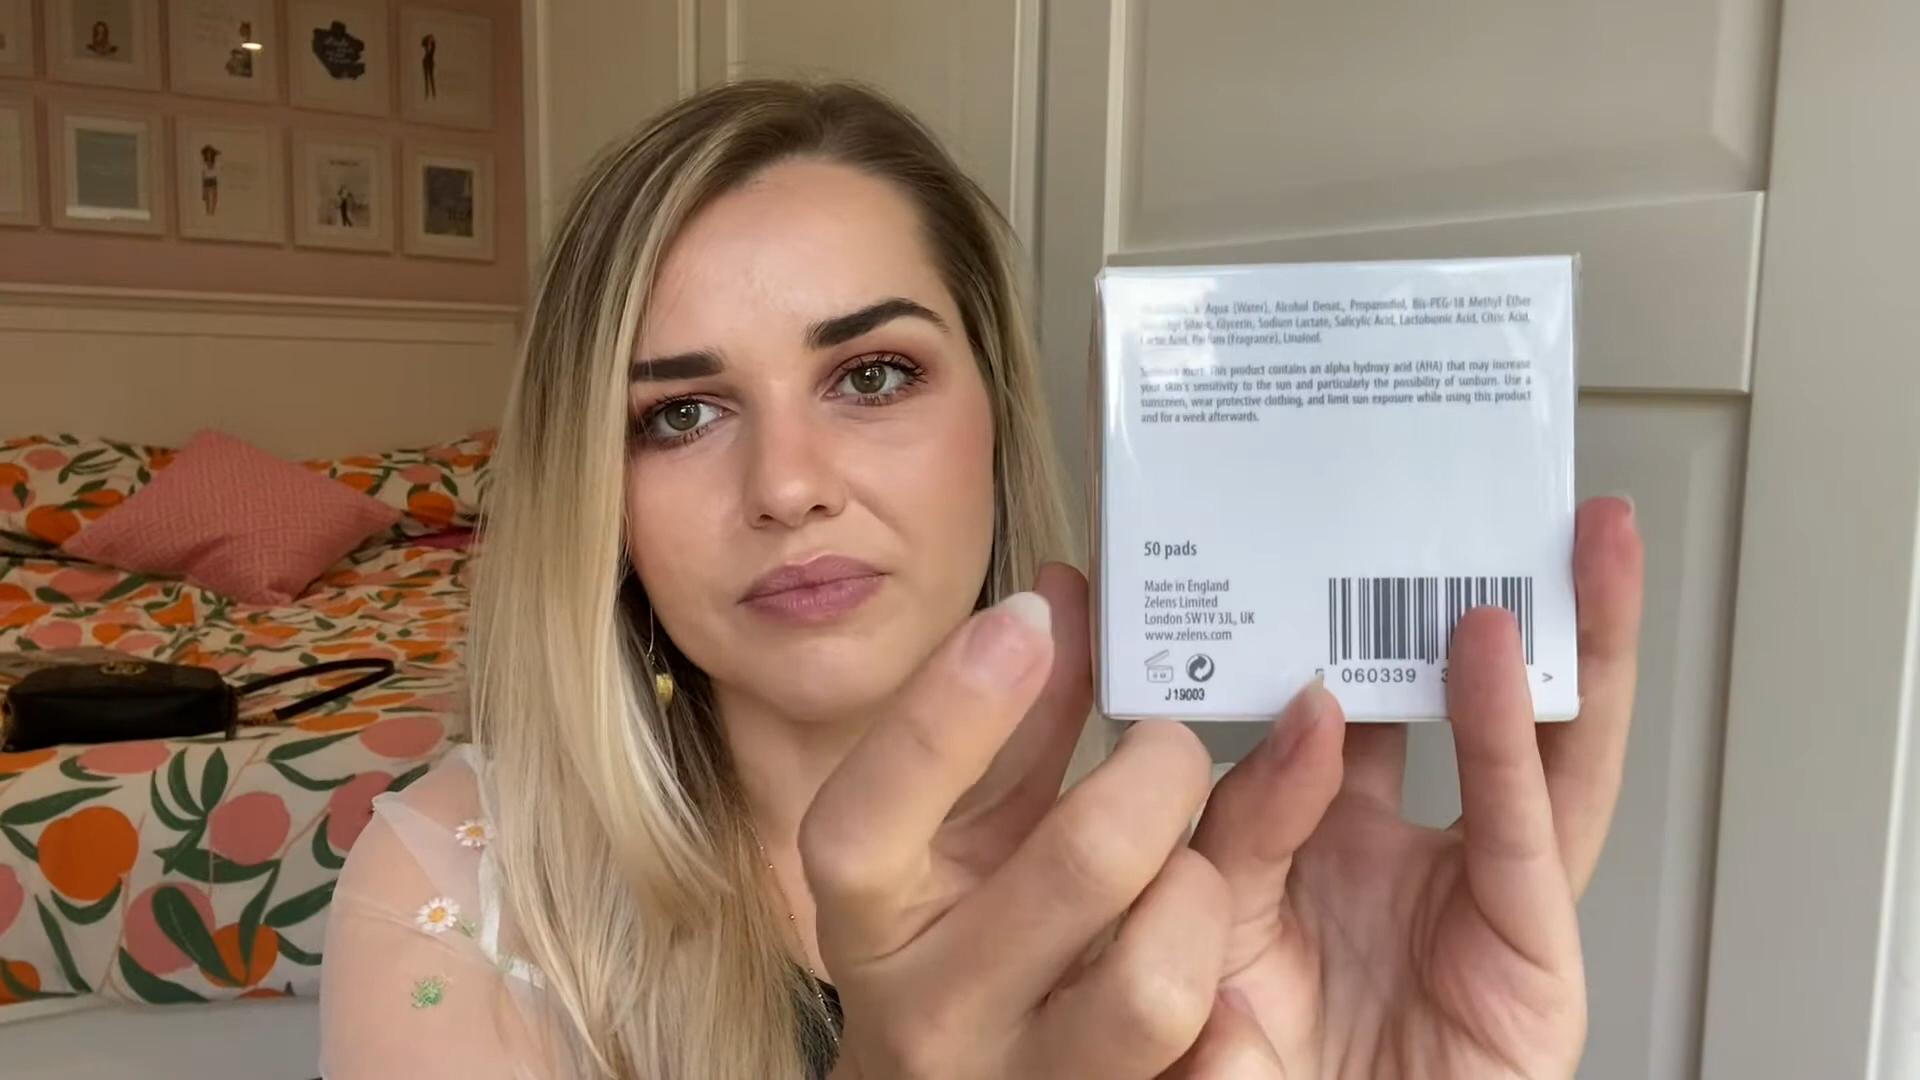 Aqua (Water), Alcohol Denat., Propanediol, Bis-PEG-18 Methyl Ether
Glycerin, Sodium Lactate, Salicylic Acid, Lactobionic Acid, Citric Acid,
Lactic Acid, Parfum (Fragrance), Linalool.
This product contains an alpha hydroxy acid (AHA) that may increase
your skin's sensitivity to the sun and particularly the possibility of sunburn. Use a
sunscreen, wear protective clothing, and limit sun exposure while using this product
and for a week afterwards.
50 pads
Made in England
Zelens Limited
London SW1V 3JL, UK
www.zelens.com
J19003
5 060339 3 >